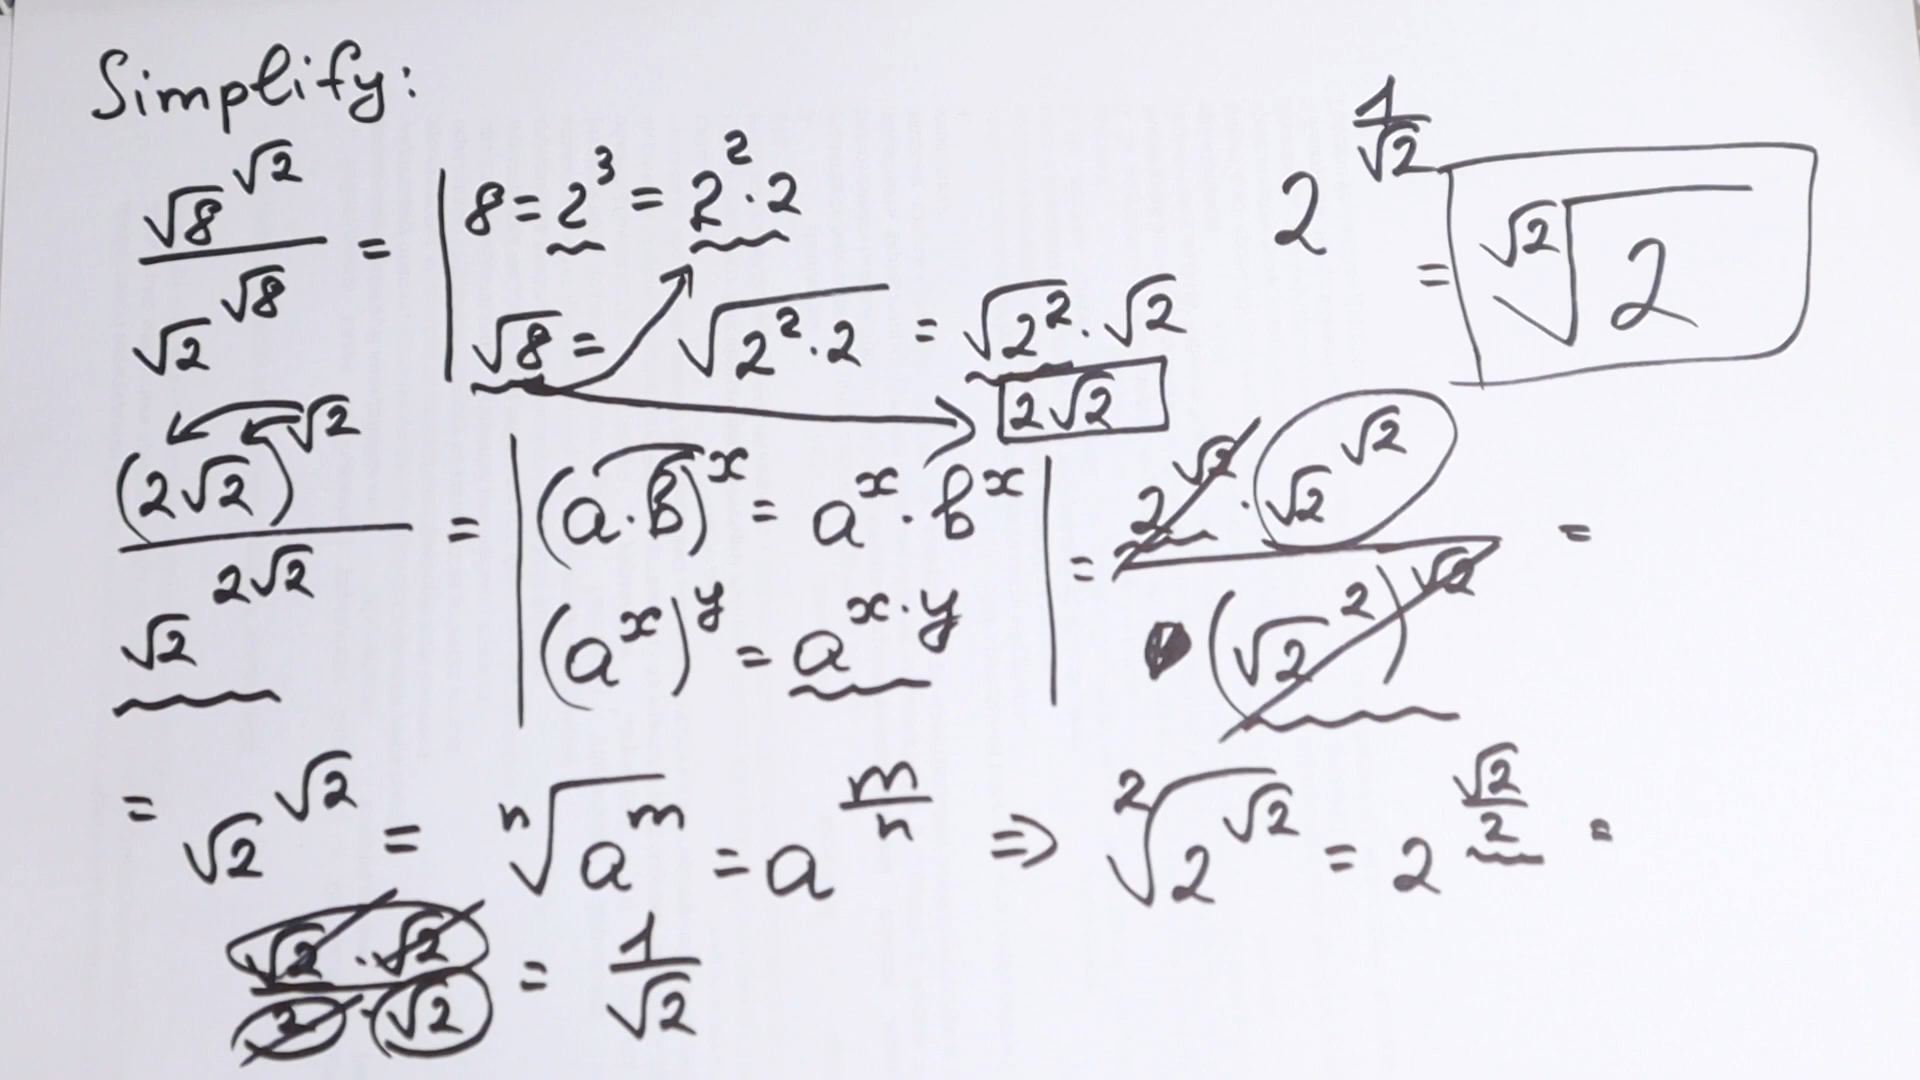 Simplify:
√8^√2 / √2^√8 = | 8 = 2³ = 2² · 2
√8 = √(2² · 2) = √2² · √2
2√2
(2√2)^√2 / √2^(2√2) = | (a · b)^x = a^x · b^x
(a^x)^y = a^(x · y) | = 2^√2 · √2^√2 / (√2²)^√2 =
= √2^√2 = ⁿ√(a^m) = a^(m/n) ⇒ ²√(2^√2) = 2^(√2/2) =
√2 · √2 / 2 · √2 = 1/√2
2^(1/√2) = √2√2